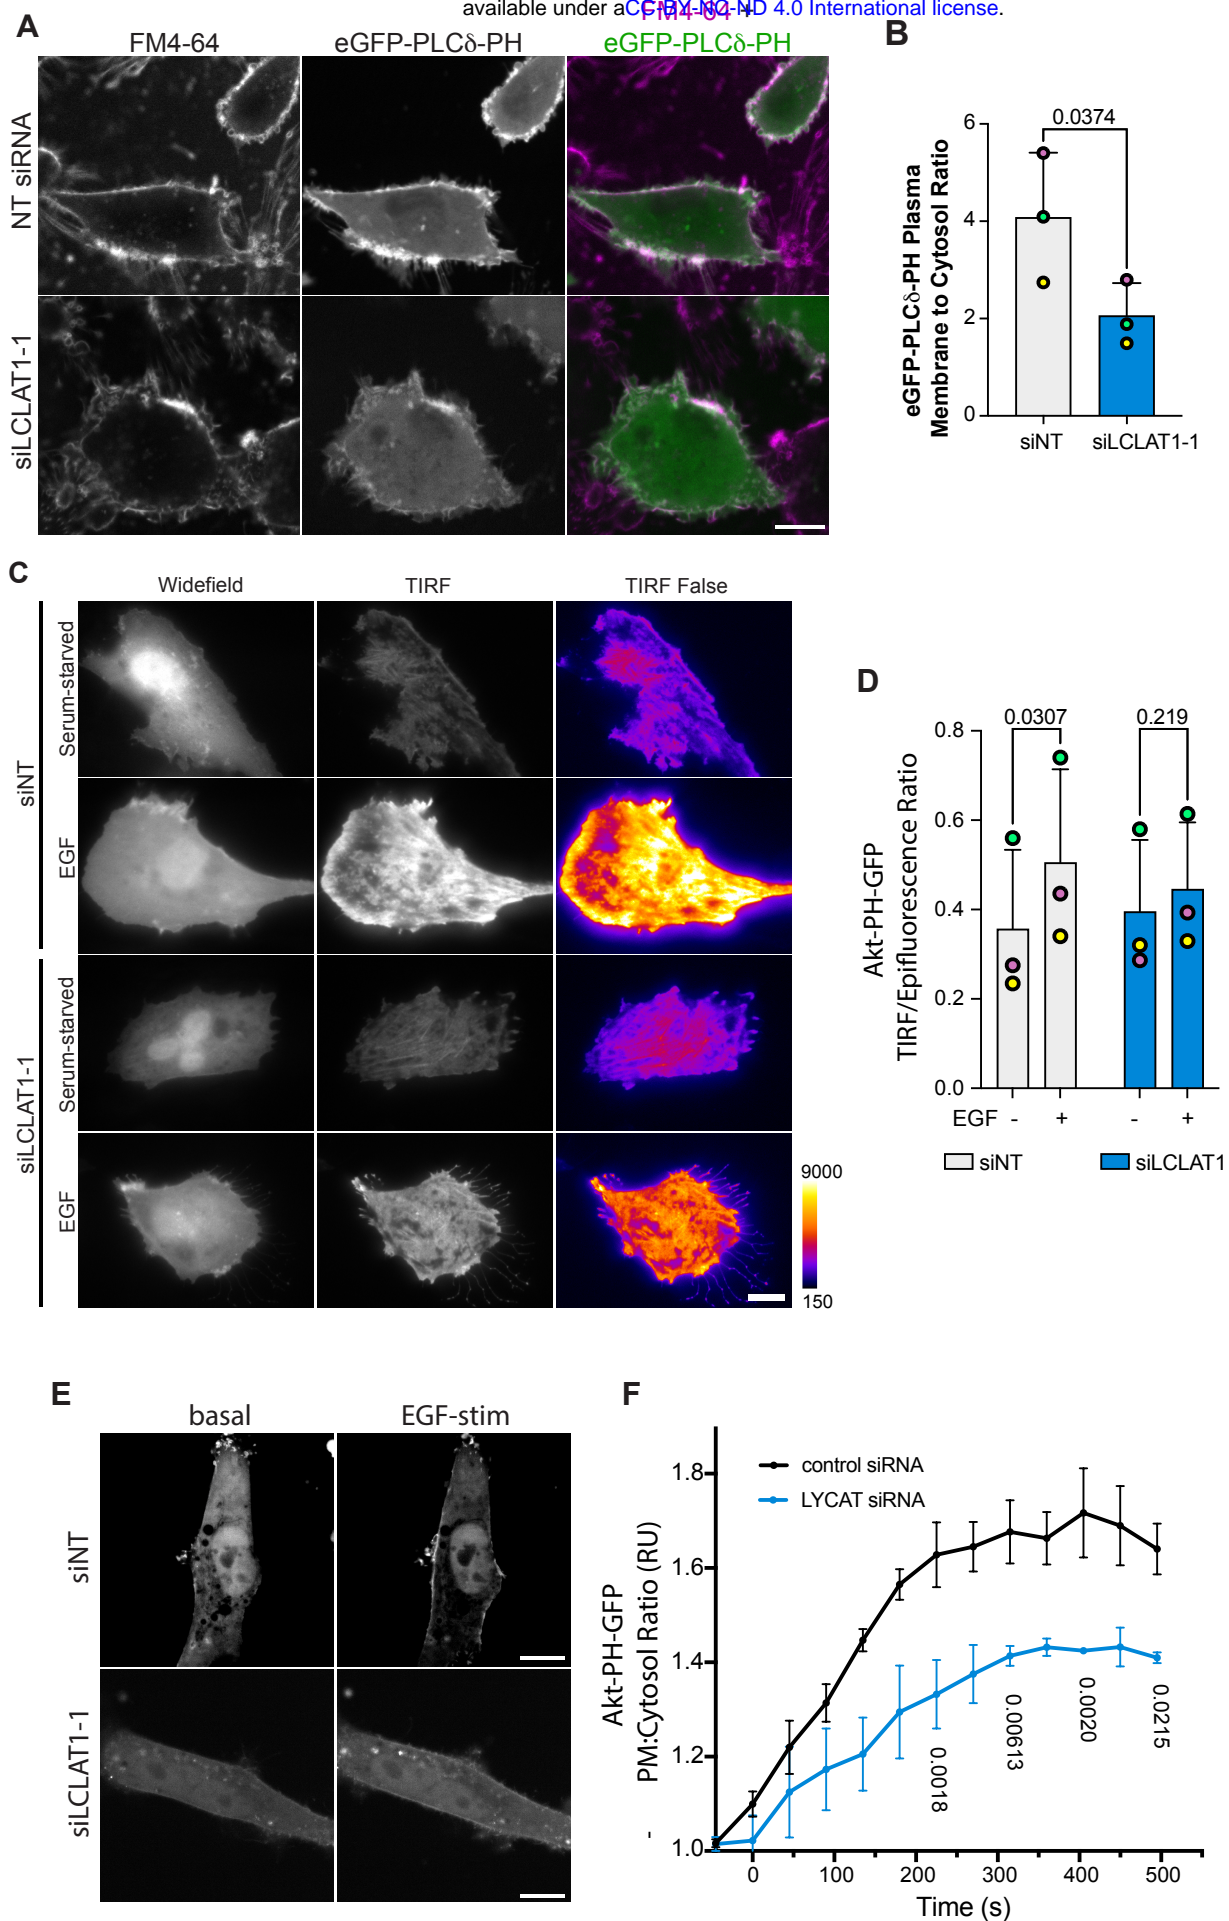 available under aCC-BY-NC-ND 4.0 International license.
A
FM4-64
eGFP-PLCδ-PH
FM4-64 +
eGFP-PLCδ-PH
NT siRNA
siLCLAT1-1
B
eGFP-PLCδ-PH Plasma
Membrane to Cytosol Ratio
6
4
2
0
0.0374
siNT
siLCLAT1-1
C
Widefield
TIRF
TIRF False
siNT
Serum-starved
EGF
siLCLAT1-1
Serum-starved
EGF
9000
150
D
Akt-PH-GFP
TIRF/Epifluorescence Ratio
0.8
0.6
0.4
0.2
0.0
0.0307
0.219
EGF - + - +
siNT
siLCLAT1
E
basal
EGF-stim
siNT
siLCLAT1-1
F
Akt-PH-GFP
PM:Cytosol Ratio (RU)
-
1.8
1.6
1.4
1.2
1.0
control siRNA
LYCAT siRNA
0.0018
0.00613
0.0020
0.0215
0 100 200 300 400 500
Time (s)